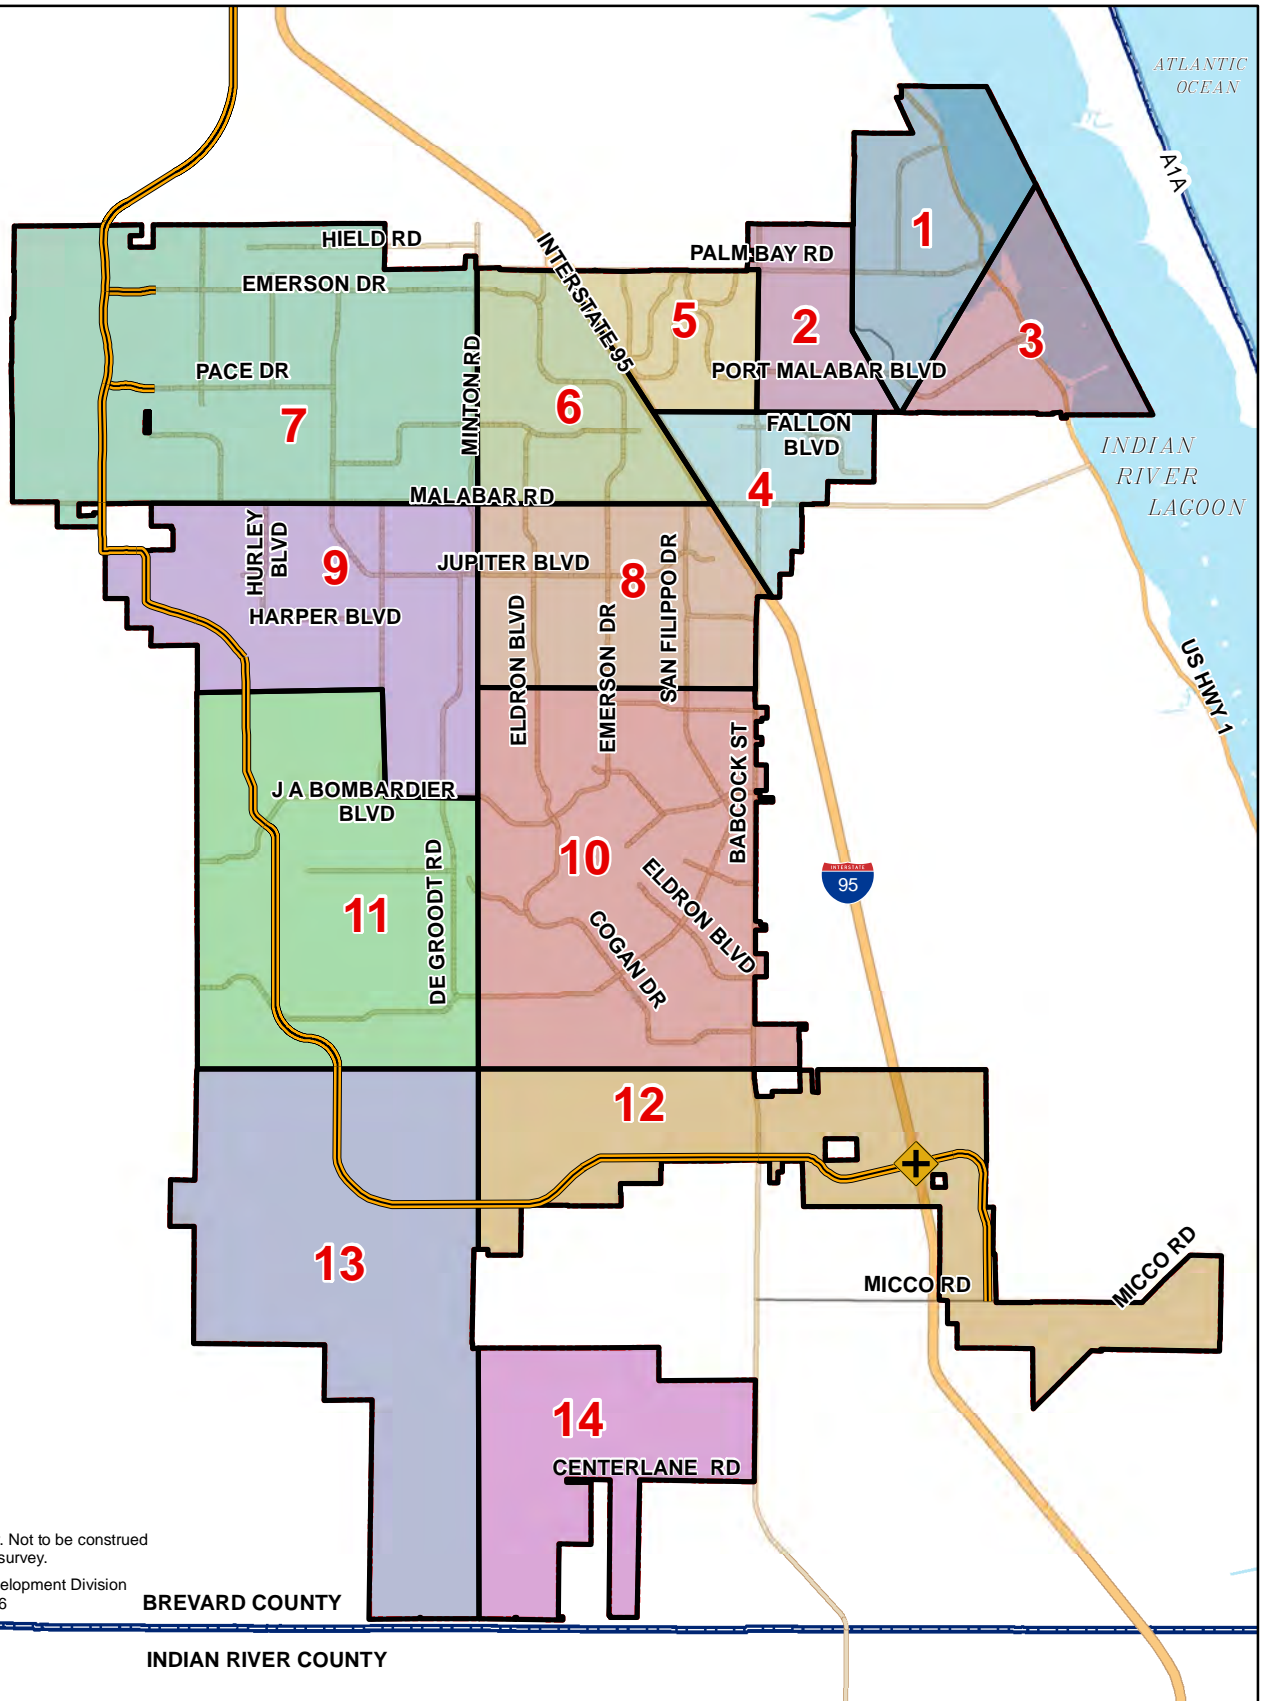 ATLANTIC
OCEAN
A1A
HIELD RD
INTERSTATE 95
PALM BAY RD
1
EMERSON DR
5
2
3
MINTON RD
PACE DR
PORT MALABAR BLVD
6
7
FALLON
BLVD
INDIAN
RIVER
LAGOON
4
MALABAR RD
HURLEY
BLVD
9
JUPITER BLVD
8
SAN FILIPPO DR
HARPER BLVD
ELDRON BLVD
EMERSON DR
US HWY 1
J A BOMBARDIER
BLVD
BABCOCK ST
10
INTERSTATE
95
ELDRON BLVD
11
DE GROODT RD
COGAN DR
12
13
MICCO RD
MICCO RD
14
CENTERLANE RD
. Not to be construed
survey.
elopment Division
6
BREVARD COUNTY
INDIAN RIVER COUNTY